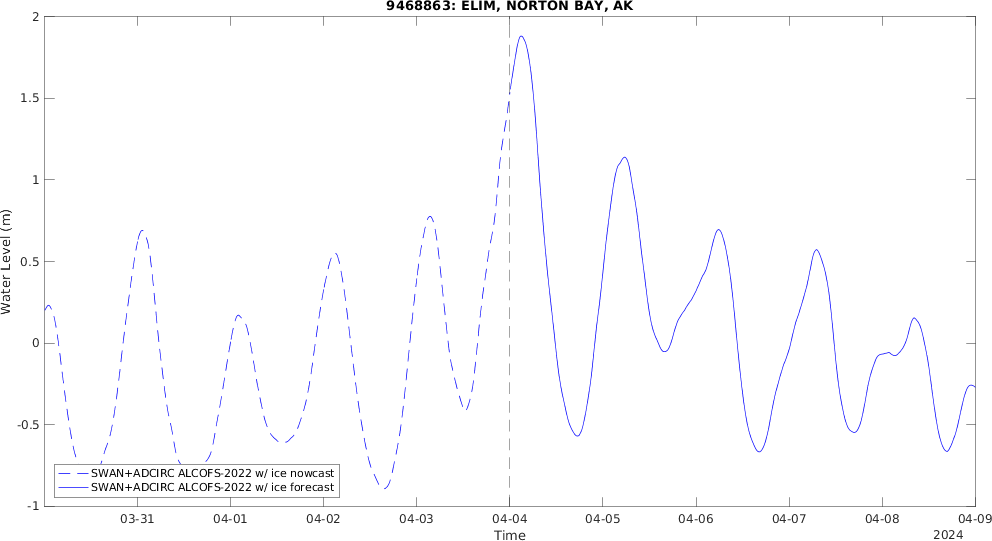 9468863: ELIM, NORTON BAY, AK
Water Level (m)
2
1.5
1
0.5
0
-0.5
-1
SWAN+ADCIRC ALCOFS-2022 w/ ice nowcast
SWAN+ADCIRC ALCOFS-2022 w/ ice forecast
03-31 04-01 04-02 04-03 04-04 04-05 04-06 04-07 04-08 04-09
Time
2024